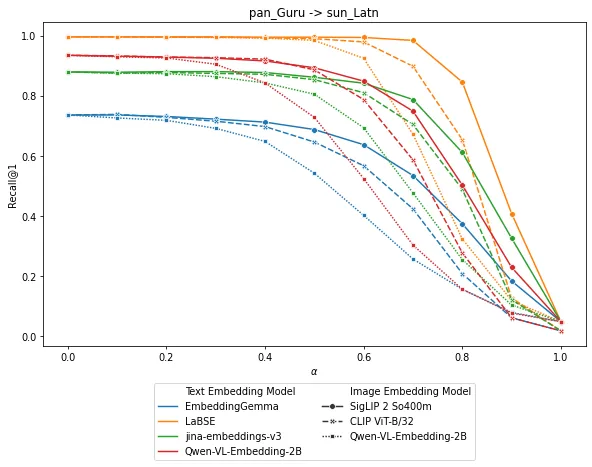 pan_Guru -> sun_Latn
Recall@1
1.0
0.8
0.6
0.4
0.2
0.0
0.0
0.2
0.4
0.6
0.8
1.0
α
Text Embedding Model
EmbeddingGemma
LaBSE
jina-embeddings-v3
Qwen-VL-Embedding-2B
Image Embedding Model
SigLIP 2 So400m
CLIP ViT-B/32
Qwen-VL-Embedding-2B